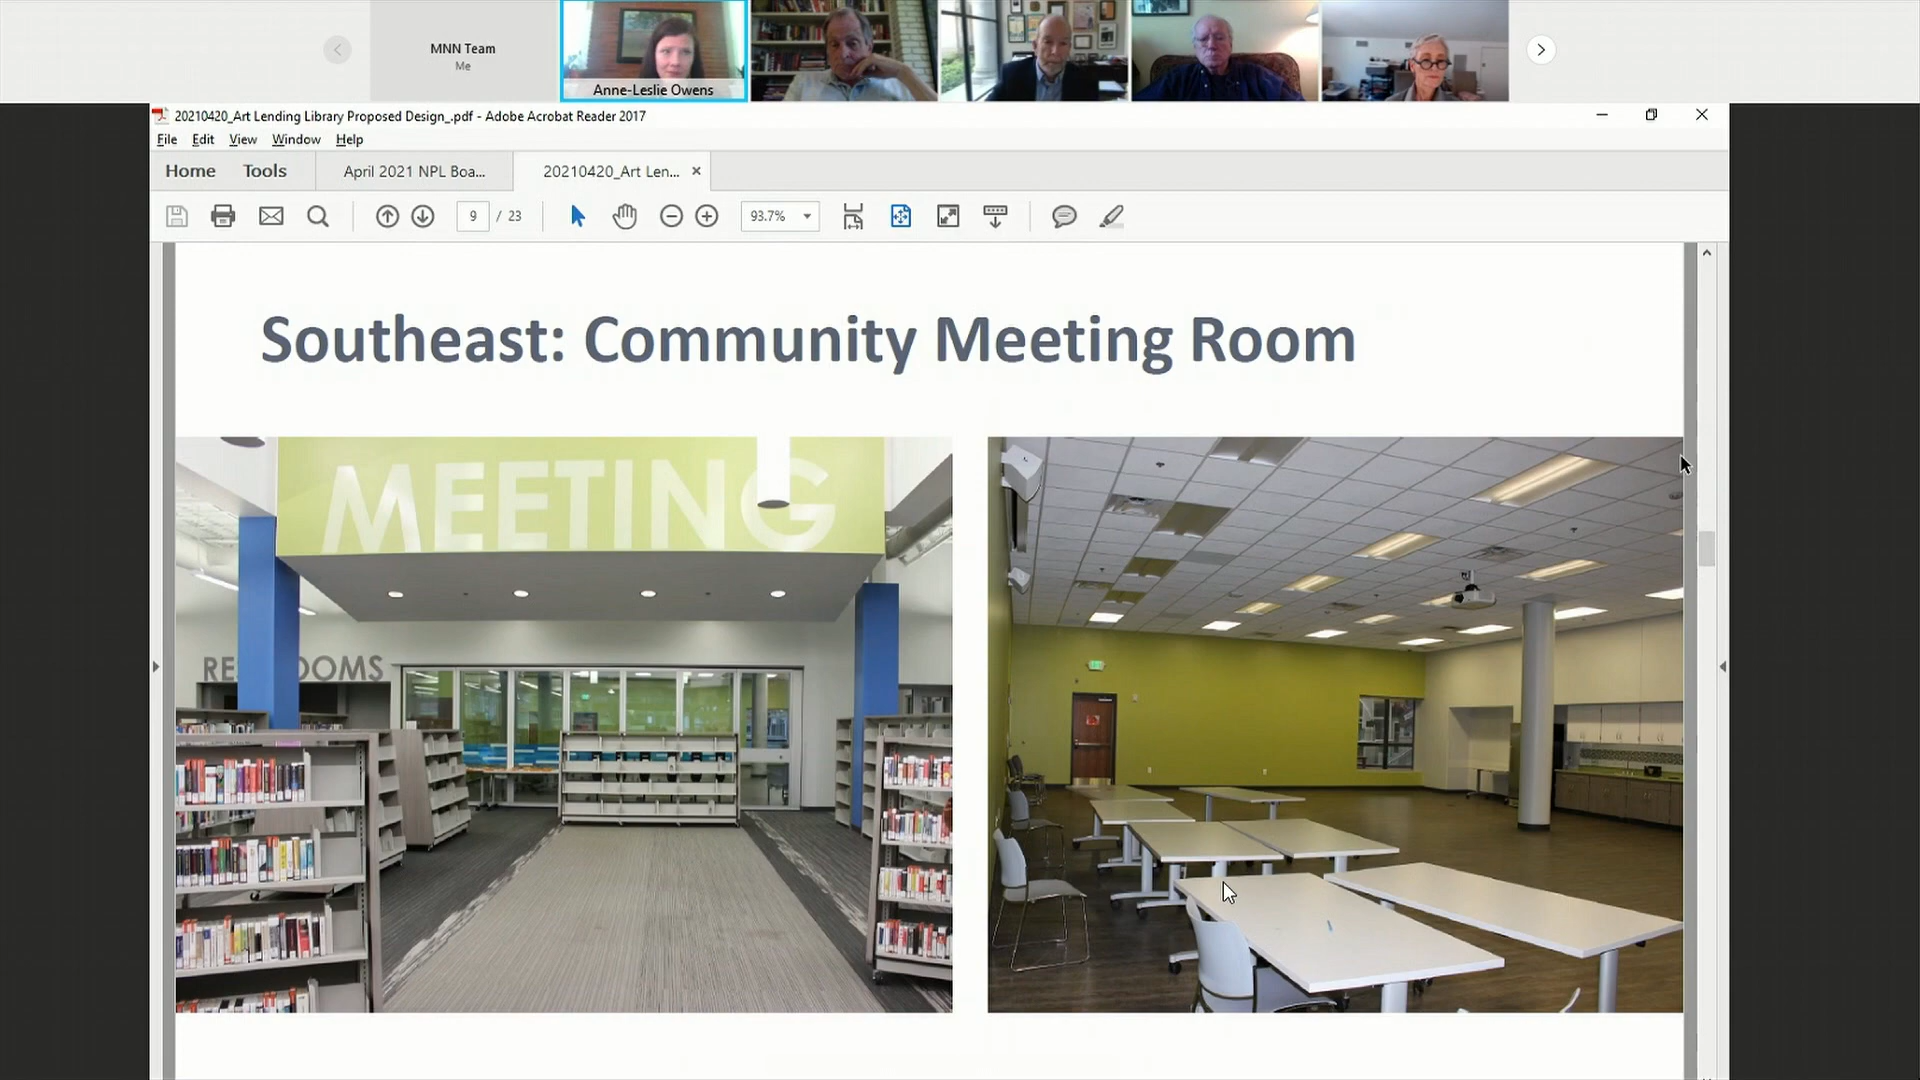 MNN Team
Me
Anne-Leslie Owens
20210420_Art Lending Library Proposed Design_.pdf - Adobe Acrobat Reader 2017
File Edit View Window Help
Home Tools April 2021 NPL Boa... 20210420_Art Len...
9 / 23 93.7%
Southeast: Community Meeting Room
MEETING